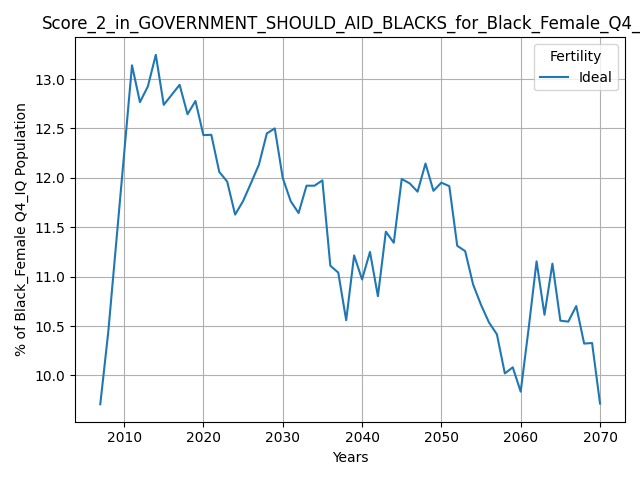 Score_2_in_GOVERNMENT_SHOULD_AID_BLACKS_for_Black_Female_Q4_
Fertility
Ideal
% of Black_Female Q4_IQ Population
13.0
12.5
12.0
11.5
11.0
10.5
10.0
2010 2020 2030 2040 2050 2060 2070
Years